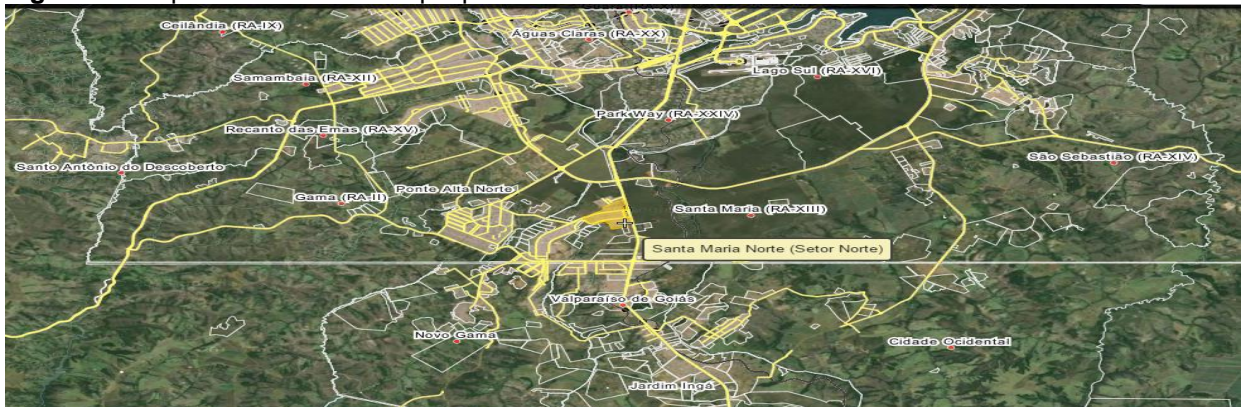 Ceilândia (RA-IX)
Águas Claras (RA-XX)
Samambaia (RA-XII)
Lago Sul (RA-XVI)
Park Way (RA-XXIV)
Recanto das Emas (RA-XV)
Santo Antônio do Descoberto
São Sebastião (RA-XIV)
Gama (RA-II)
Ponte Alta Norte
Santa Maria (RA-XIII)
Santa Maria Norte (Setor Norte)
Valparaíso de Goiás
Novo Gama
Cidade Ocidental
Jardim Ingá